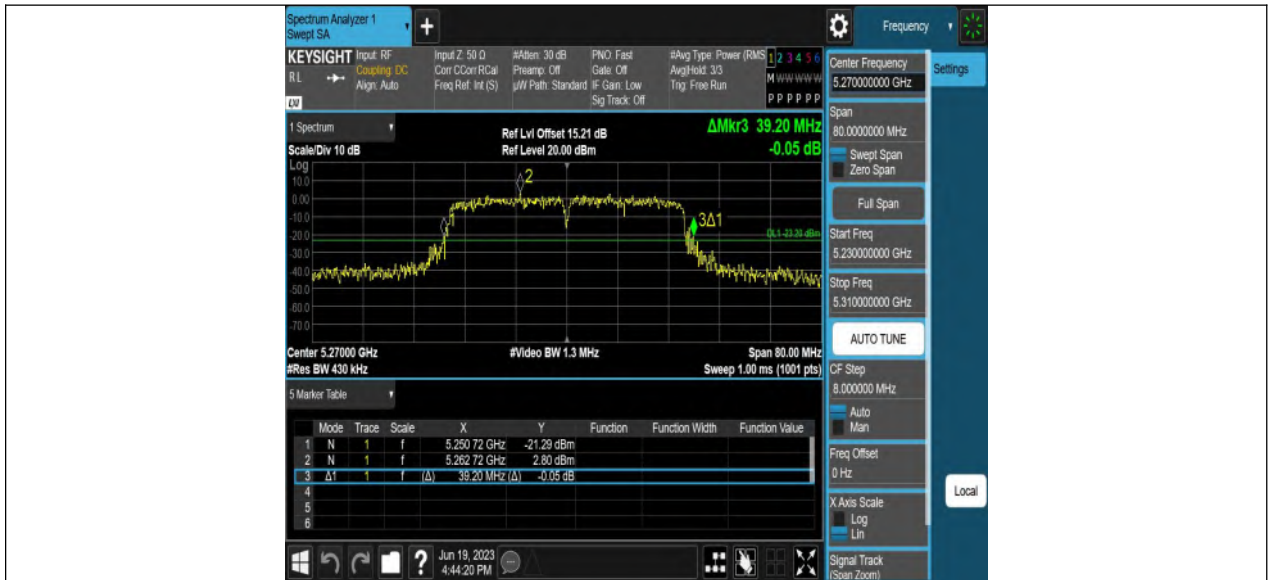 Spectrum Analyzer 1
Swept SA
+
Frequency
KEYSIGHT
RL
LXI
Input: RF
Coupling: DC
Align: Auto
Input Z: 50 Ω
Corr CCorr RCal
Freq Ref: Int (S)
#Atten: 30 dB
Preamp: Off
µW Path: Standard
PNO: Fast
Gate: Off
IF Gain: Low
Sig Track: Off
#Avg Type: Power (RMS
Avg|Hold: 3/3
Trig: Free Run
1 2 3 4 5 6
M W W W W W
P P P P P P
Center Frequency
5.270000000 GHz
Settings
1 Spectrum
Ref Lvl Offset 15.21 dB
ΔMkr3 39.20 MHz
Scale/Div 10 dB
Ref Level 20.00 dBm
-0.05 dB
Log
10.0
0.00
-10.0
-20.0
-30.0
-40.0
-50.0
-60.0
-70.0
2
3Δ1
DL1 -23.20 dBm
Center 5.27000 GHz
#Video BW 1.3 MHz
Span 80.00 MHz
#Res BW 430 kHz
Sweep 1.00 ms (1001 pts)
Span
80.0000000 MHz
Swept Span
Zero Span
Full Span
Start Freq
5.230000000 GHz
Stop Freq
5.310000000 GHz
AUTO TUNE
CF Step
8.000000 MHz
Auto
Man
Freq Offset
0 Hz
X Axis Scale
Log
Lin
Signal Track
(Span Zoom)
Local
5 Marker Table
Mode Trace Scale X Y Function Function Width Function Value
1 N 1 f 5.250 72 GHz -21.29 dBm
2 N 1 f 5.262 72 GHz 2.80 dBm
3 Δ1 1 f (Δ) 39.20 MHz (Δ) -0.05 dB
4
5
6
?
Jun 19, 2023
4:44:20 PM